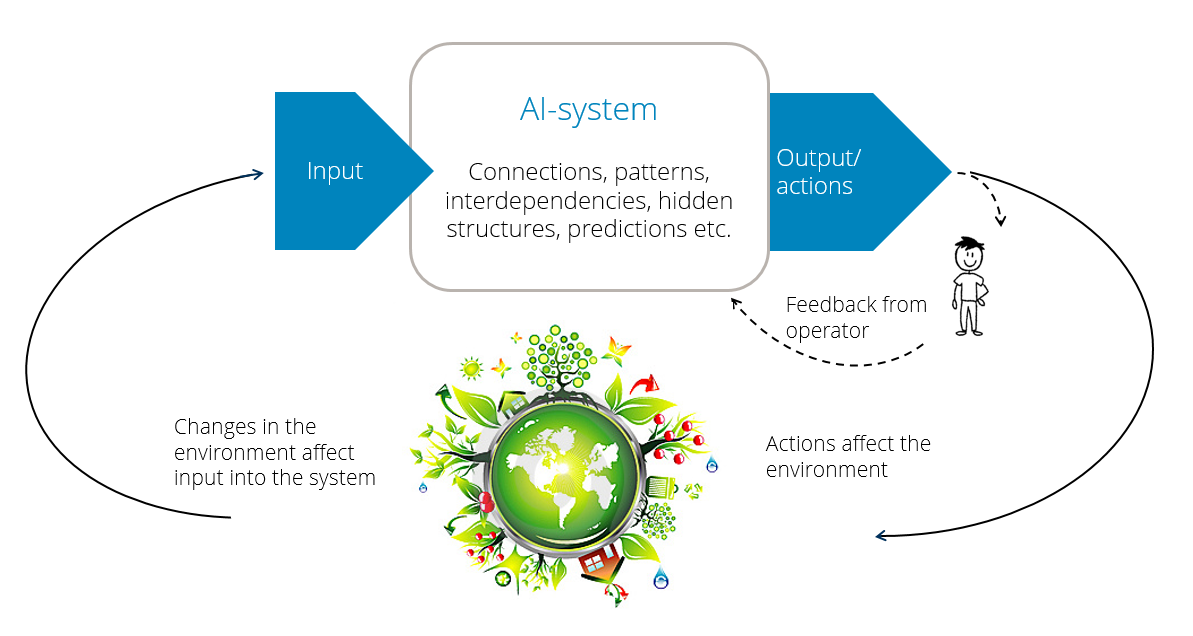 AI-system
Input
Connections, patterns,
interdependencies, hidden
structures, predictions etc.
Output/
actions
Feedback from
operator
Changes in the
environment affect
input into the system
Actions affect the
environment